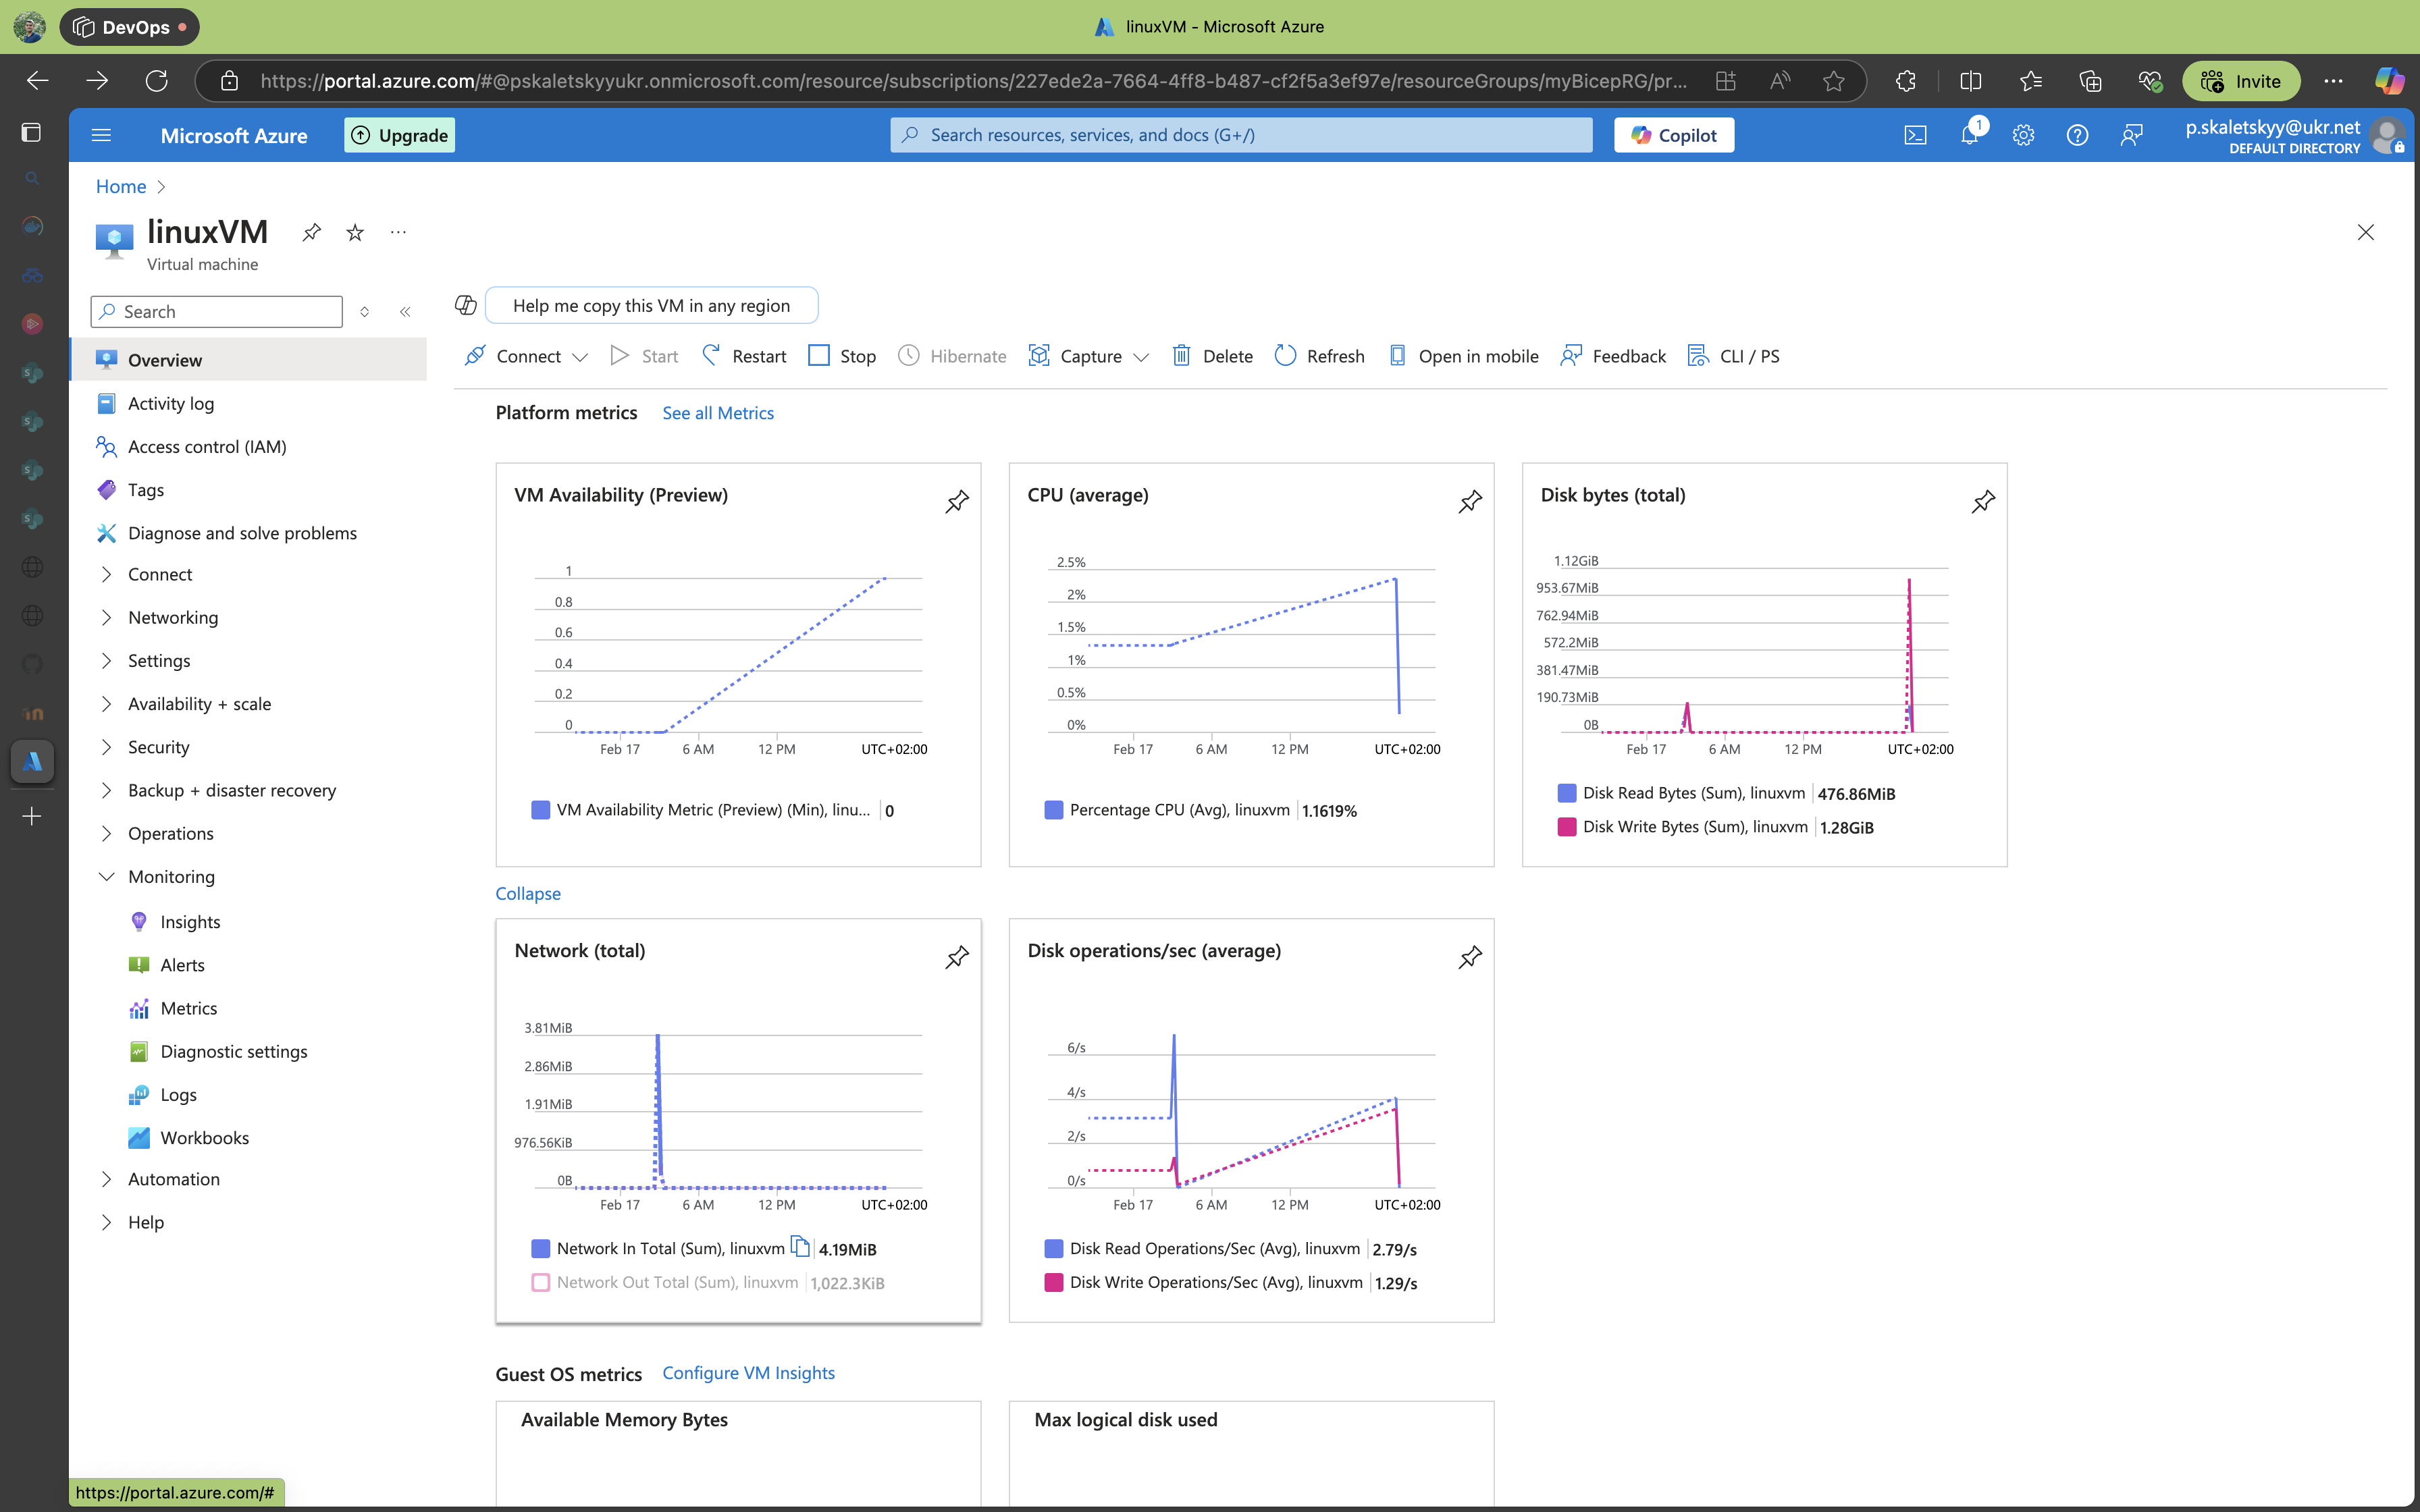 DevOps
linuxVM - Microsoft Azure
https://portal.azure.com/#@pskaletskyyukr.onmicrosoft.com/resource/subscriptions/227ede2a-7664-4ff8-b487-cf2f5a3ef97e/resourceGroups/myBicepRG/pr...
Invite
Microsoft Azure
Upgrade
Search resources, services, and docs (G+/)
Copilot
1
p.skaletskyy@ukr.net
DEFAULT DIRECTORY
Home
linuxVM
Virtual machine
Search
Help me copy this VM in any region
Connect
Start
Restart
Stop
Hibernate
Capture
Delete
Refresh
Open in mobile
Feedback
CLI / PS
Overview
Activity log
Access control (IAM)
Tags
Diagnose and solve problems
Connect
Networking
Settings
Availability + scale
Security
Backup + disaster recovery
Operations
Monitoring
Insights
Alerts
Metrics
Diagnostic settings
Logs
Workbooks
Automation
Help
Platform metrics
See all Metrics
VM Availability (Preview)
1
0.8
0.6
0.4
0.2
0
Feb 17
6 AM
12 PM
UTC+02:00
VM Availability Metric (Preview) (Min), linu...
0
CPU (average)
2.5%
2%
1.5%
1%
0.5%
0%
Feb 17
6 AM
12 PM
UTC+02:00
Percentage CPU (Avg), linuxvm
1.1619%
Disk bytes (total)
1.12GiB
953.67MiB
762.94MiB
572.2MiB
381.47MiB
190.73MiB
0B
Feb 17
6 AM
12 PM
UTC+02:00
Disk Read Bytes (Sum), linuxvm
476.86MiB
Disk Write Bytes (Sum), linuxvm
1.28GiB
Collapse
Network (total)
3.81MiB
2.86MiB
1.91MiB
976.56KiB
0B
Feb 17
6 AM
12 PM
UTC+02:00
Network In Total (Sum), linuxvm
4.19MiB
Network Out Total (Sum), linuxvm
1,022.3KiB
Disk operations/sec (average)
6/s
4/s
2/s
0/s
Feb 17
6 AM
12 PM
UTC+02:00
Disk Read Operations/Sec (Avg), linuxvm
2.79/s
Disk Write Operations/Sec (Avg), linuxvm
1.29/s
Guest OS metrics
Configure VM Insights
Available Memory Bytes
Max logical disk used
https://portal.azure.com/#